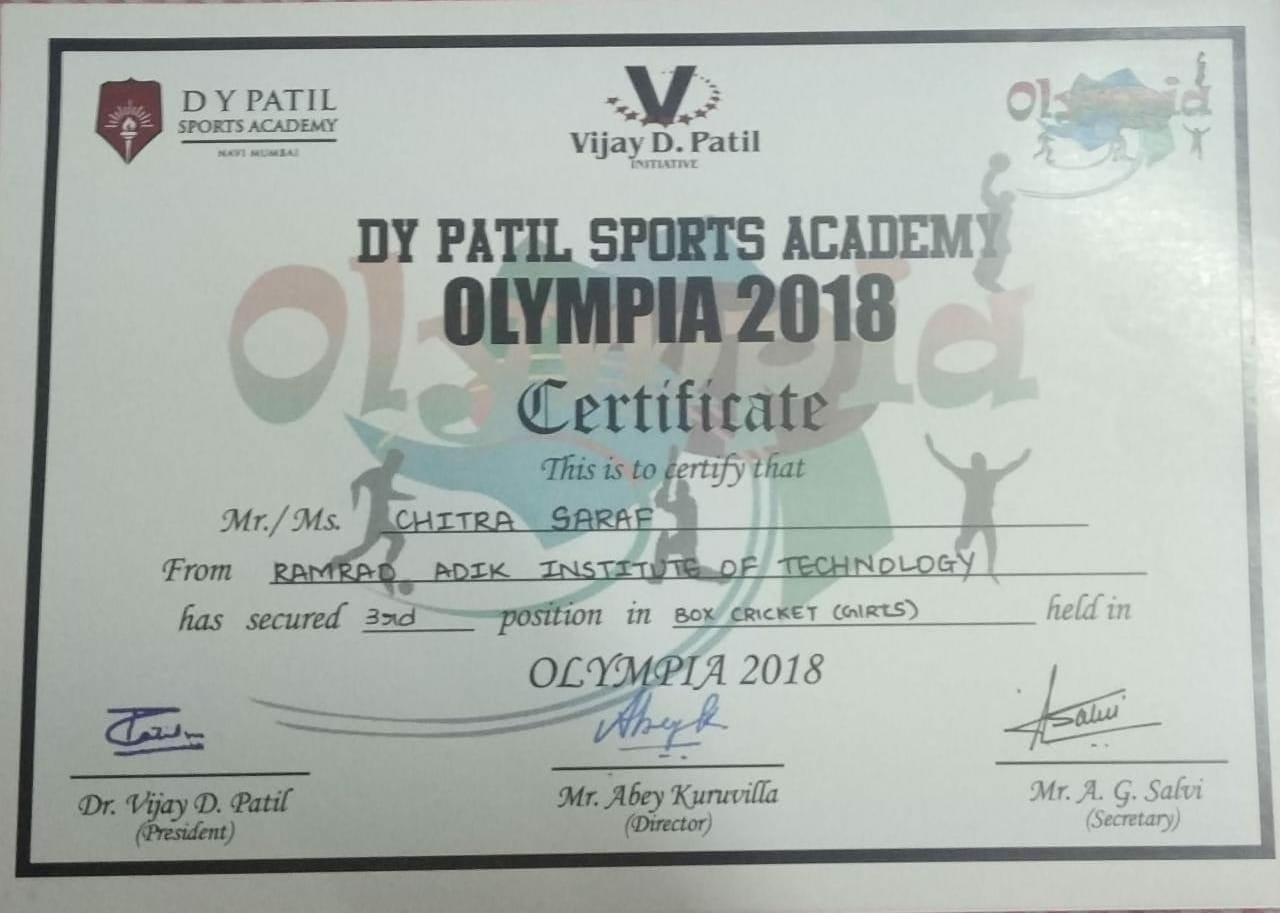 D Y PATIL
SPORTS ACADEMY
NAVI MUMBAI
V
Vijay D. Patil
INITIATIVE
Olympia
DY PATIL SPORTS ACADEMY
OLYMPIA 2018
Certificate
This is to certify that
Mr./ Ms. CHITRA SARAF
From RAMRAO ADIK INSTITUTE OF TECHNOLOGY
has secured 3rd position in BOX CRICKET (GIRLS) held in
OLYMPIA 2018
Abeyk
ASalvi
Dr. Vijay D. Patil
(President)
Mr. Abey Kuruvilla
(Director)
Mr. A. G. Salvi
(Secretary)